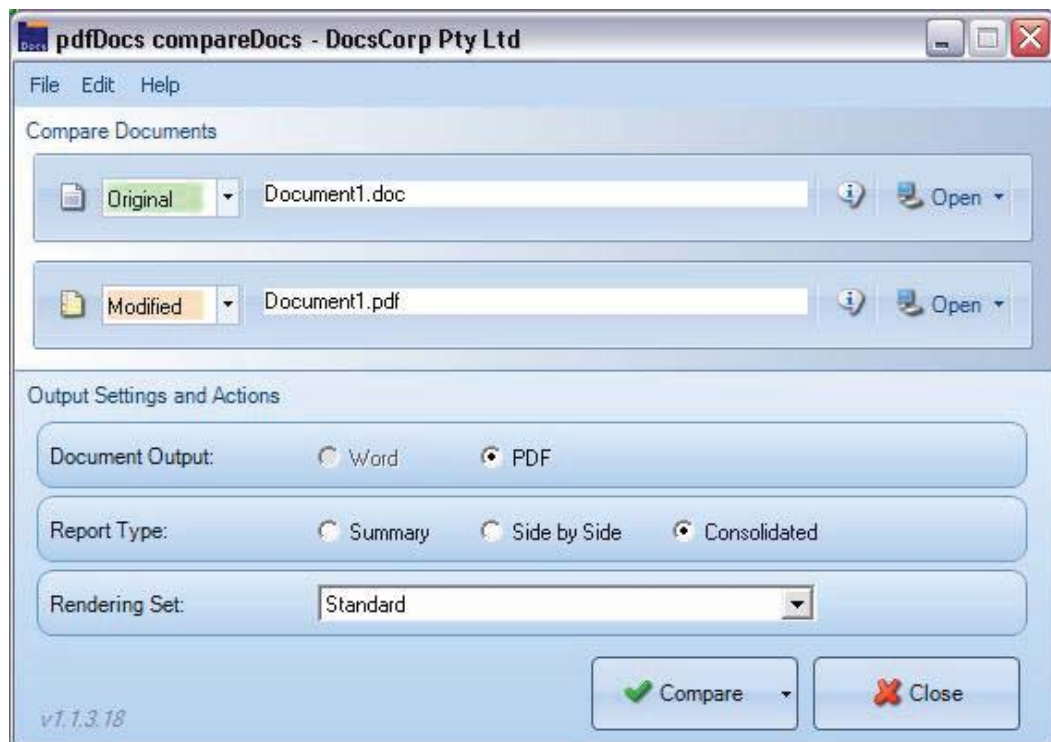 Docs pdfDocs compareDocs - DocsCorp Pty Ltd
File Edit Help
Compare Documents
Original Document1.doc Open
Modified Document1.pdf Open
Output Settings and Actions
Document Output: Word PDF
Report Type: Summary Side by Side Consolidated
Rendering Set: Standard
Compare Close
v1.1.3.18